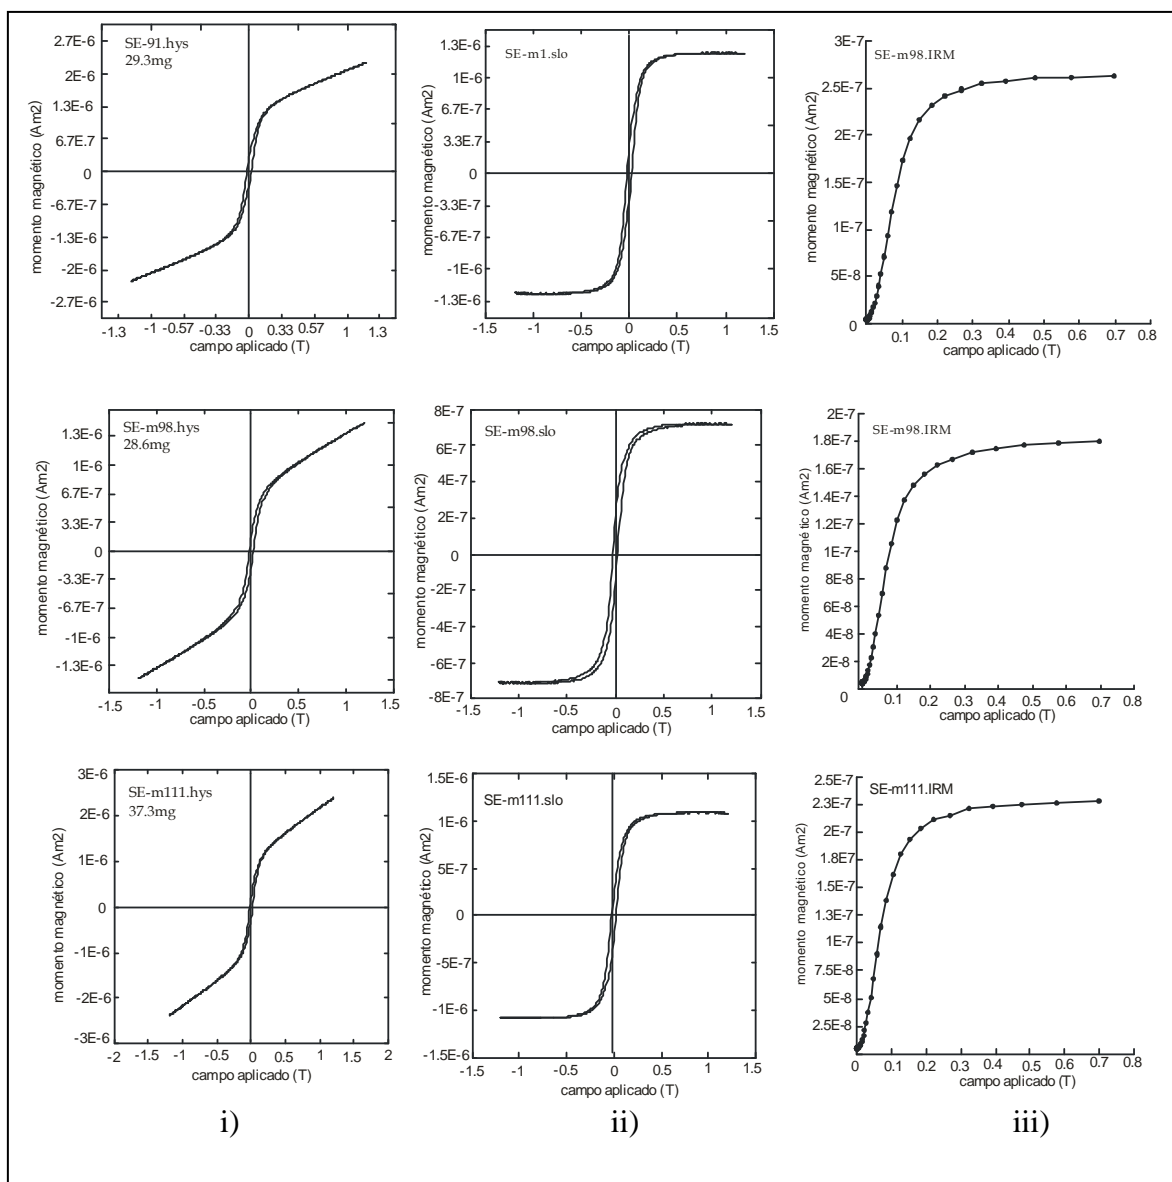 2.7E-6
2E-6
1.3E-6
6.7E-7
0
-6.7E-7
-1.3E-6
-2E-6
-2.7E-6
momento magnético (Am2)
SE-91.hys
29.3mg
-1.3 -1 -0.57 -0.33 0 0.33 0.57 1 1.3
campo aplicado (T)
1.3E-6
1E-6
6.7E-7
3.3E-7
0
-3.3E-7
-6.7E-7
-1E-6
-1.3E-6
momento magnético (Am2)
SE-m1.slo
-1.5 -1 -0.5 0 0.5 1 1.5
campo aplicado (T)
3E-7
2.5E-7
2E-7
2.5E-7
1.5E-7
5E-8
0
momento magnético (Am2)
SE-m98.IRM
0.1 0.2 0.3 0.4 0.5 0.6 0.7 0.8
campo aplicado (T)
1.3E-6
1E-6
6.7E-7
3.3E-7
0
-3.3E-7
-6.7E-7
-1E-6
-1.3E-6
momento magnético (Am2)
SE-m98.hys
28.6mg
-1.5 -1 -0.5 0 0.5 1 1.5
campo aplicado (T)
8E-7
6E-7
4E-7
2E-7
0
-2E-7
-4E-7
-6E-7
-8E-7
momento magnético (Am2)
SE-m98.slo
-1 -0.5 0 0.5 1 1.5
campo aplicado (T)
2E-7
1.8E-7
1.6E-7
1.4E-7
1.2E-7
1E-7
8E-8
6E-8
4E-8
2E-8
0
momento magnético (Am2)
SE-m98.IRM
0.1 0.2 0.3 0.4 0.5 0.6 0.7 0.8
campo aplicado (T)
3E-6
2E-6
1E-6
0
-1E-6
-2E-6
-3E-6
momento magnético (Am2)
SE-m111.hys
37.3mg
-2 -1.5 -1 -0.5 0 0.5 1 1.5 2
campo aplicado (T)
1.5E-6
1E-6
5E-7
0
-5E-7
-1E-6
-1.5E-6
momento magnético (Am2)
SE-m111.slo
-1.5 -1 -0.5 0 0.5 1 1.5
campo aplicado (T)
2.5E-7
2.3E-7
2E-7
1.8E-7
1.5E-7
1.3E-7
1E-7
7.5E-8
5E-8
2.5E-8
momento magnético (Am2)
SE-m111.IRM
0 0.1 0.2 0.3 0.4 0.5 0.6 0.7 0.8
campo aplicado (T)
i) ii) iii)